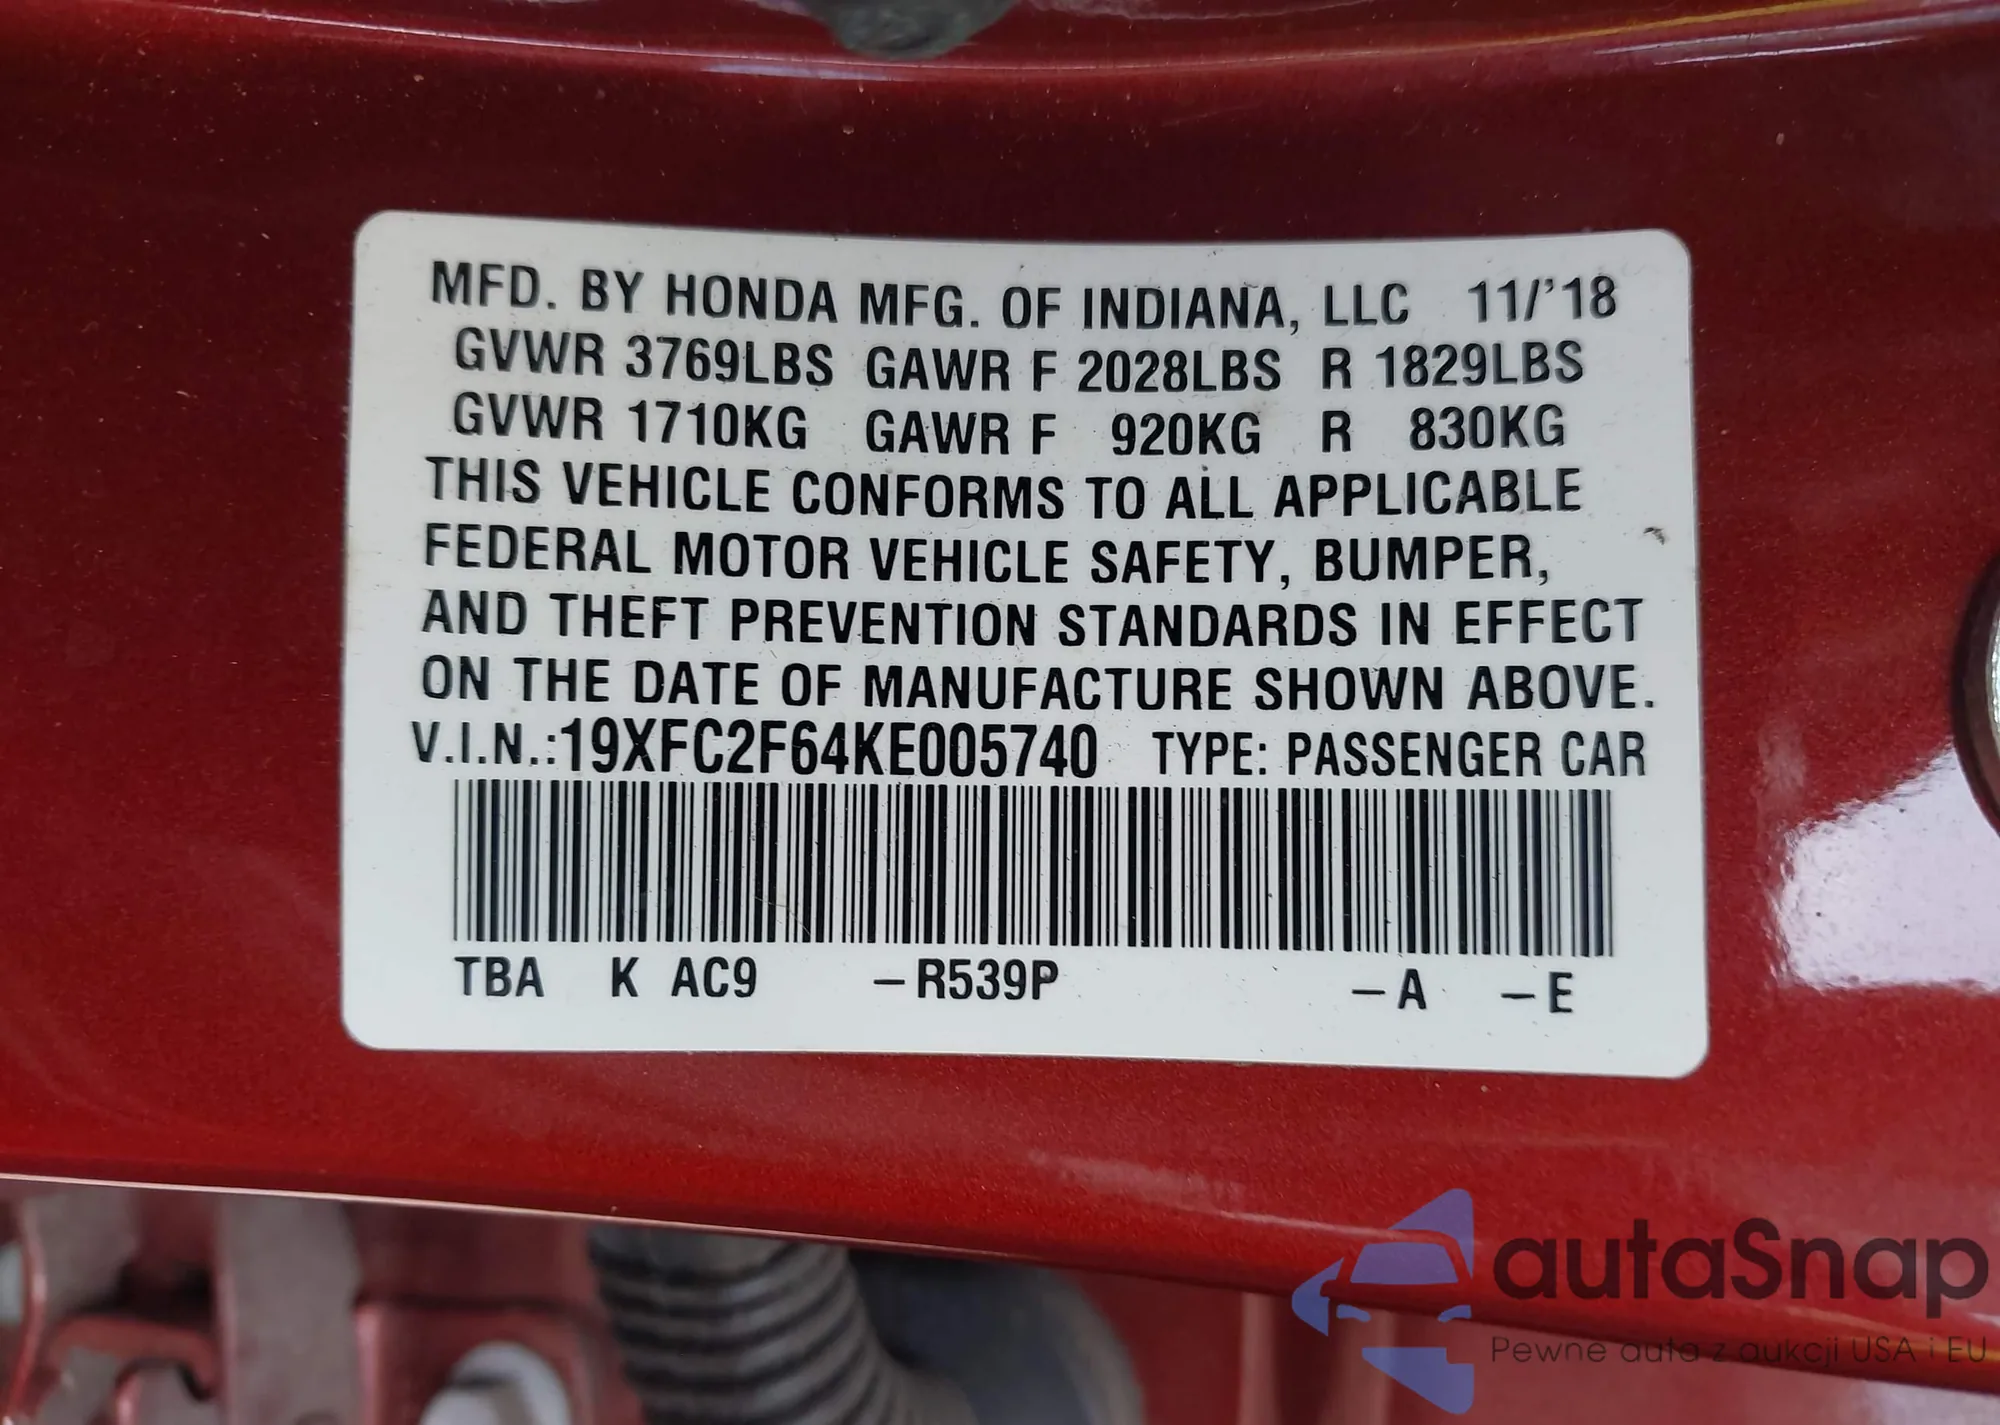 MFD. BY HONDA MFG. OF INDIANA, LLC 11/'18
GVWR 3769LBS GAWR F 2028LBS R 1829LBS
GVWR 1710KG GAWR F 920KG R 830KG
THIS VEHICLE CONFORMS TO ALL APPLICABLE
FEDERAL MOTOR VEHICLE SAFETY, BUMPER,
AND THEFT PREVENTION STANDARDS IN EFFECT
ON THE DATE OF MANUFACTURE SHOWN ABOVE.
V.I.N.:19XFC2F64KE005740 TYPE: PASSENGER CAR
TBA K AC9 –R539P –A –E
autaSnap
Pewne auta z aukcji USA i EU